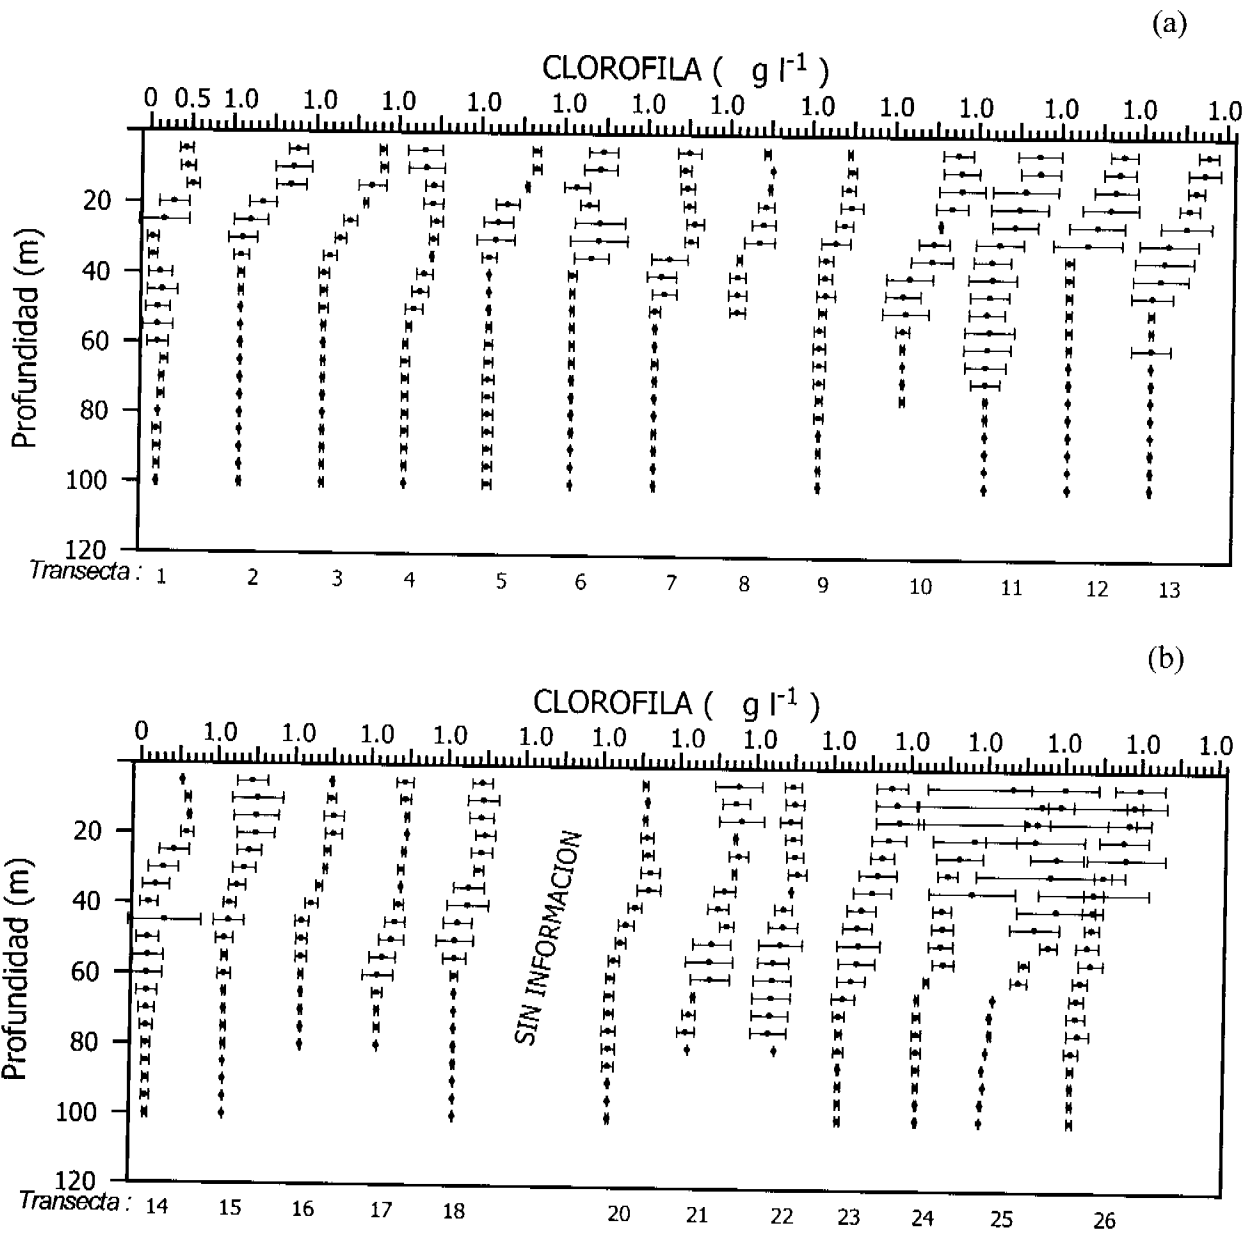 (a)
CLOROFILA ( g l-1 )
0 0.5 1.0 1.0 1.0 1.0 1.0 1.0 1.0 1.0 1.0 1.0 1.0 1.0 1.0
Profundidad (m)
20
40
60
80
100
120
Transecta : 1 2 3 4 5 6 7 8 9 10 11 12 13
(b)
CLOROFILA ( g l-1 )
0 1.0 1.0 1.0 1.0 1.0 1.0 1.0 1.0 1.0 1.0 1.0 1.0 1.0 1.0
Profundidad (m)
20
40
60
80
100
120
SIN INFORMACION
Transecta : 14 15 16 17 18 20 21 22 23 24 25 26